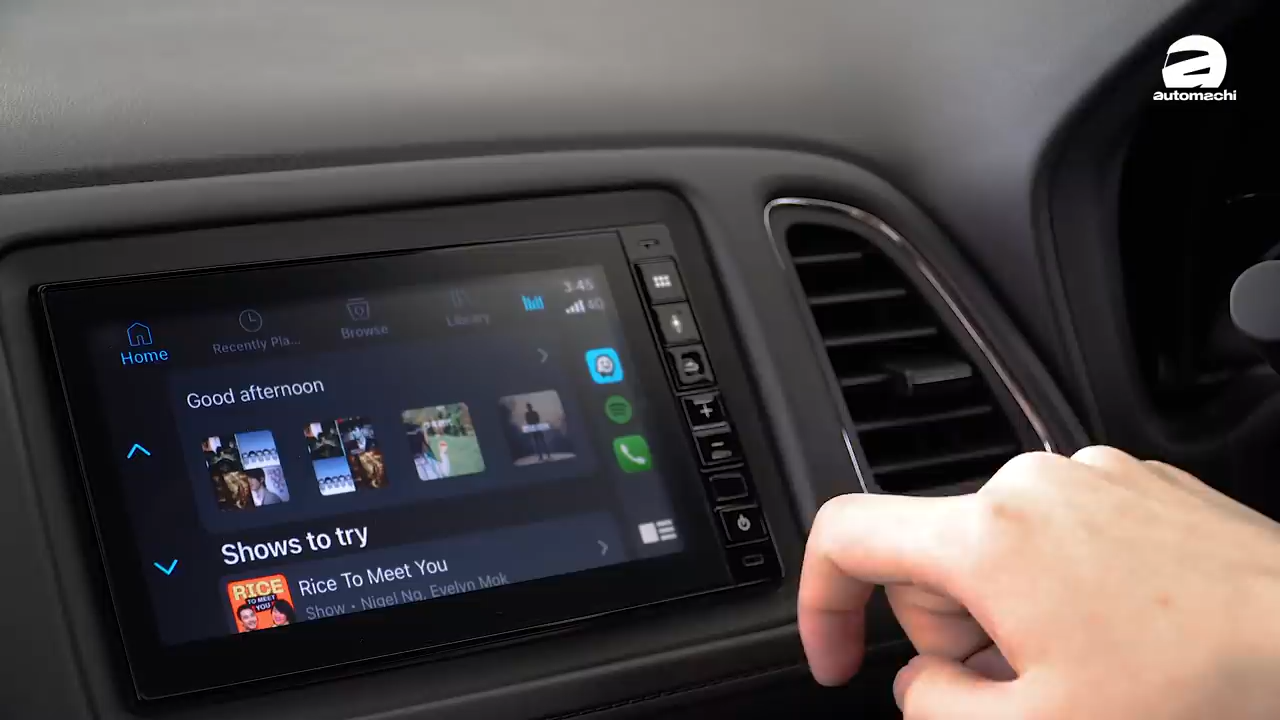 automachi
3:45
4G
Home
Recently Pla...
Browse
Library
Good afternoon
Shows to try
Rice To Meet You
Show • Nigel Ng, Evelyn Mok
RICE
TO MEET
YOU